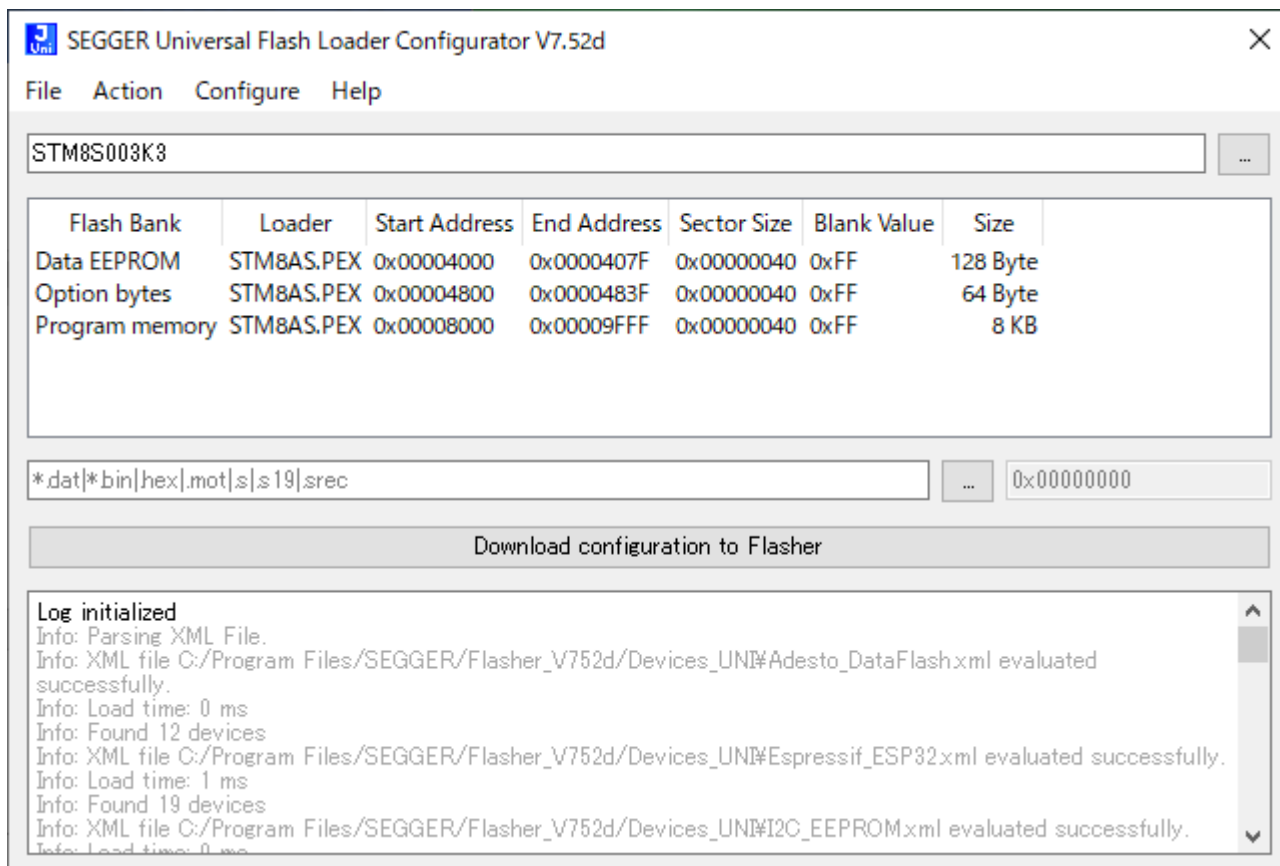 J Uni SEGGER Universal Flash Loader Configurator V7.52d
File Action Configure Help
STM8S003K3 ...
Flash Bank Loader Start Address End Address Sector Size Blank Value Size
Data EEPROM STM8AS.PEX 0x00004000 0x0000407F 0x00000040 0xFF 128 Byte
Option bytes STM8AS.PEX 0x00004800 0x0000483F 0x00000040 0xFF 64 Byte
Program memory STM8AS.PEX 0x00008000 0x00009FFF 0x00000040 0xFF 8 KB
*.dat|*.bin|.hex|.mot|.s|.s19|.srec ... 0x00000000
Download configuration to Flasher
Log initialized
Info: Parsing XML File.
Info: XML file C:/Program Files/SEGGER/Flasher_V752d/Devices_UNI¥Adesto_DataFlash.xml evaluated
successfully.
Info: Load time: 0 ms
Info: Found 12 devices
Info: XML file C:/Program Files/SEGGER/Flasher_V752d/Devices_UNI¥Espressif_ESP32.xml evaluated successfully.
Info: Load time: 1 ms
Info: Found 19 devices
Info: XML file C:/Program Files/SEGGER/Flasher_V752d/Devices_UNI¥I2C_EEPROM.xml evaluated successfully.
Info: Load time: 0 ms